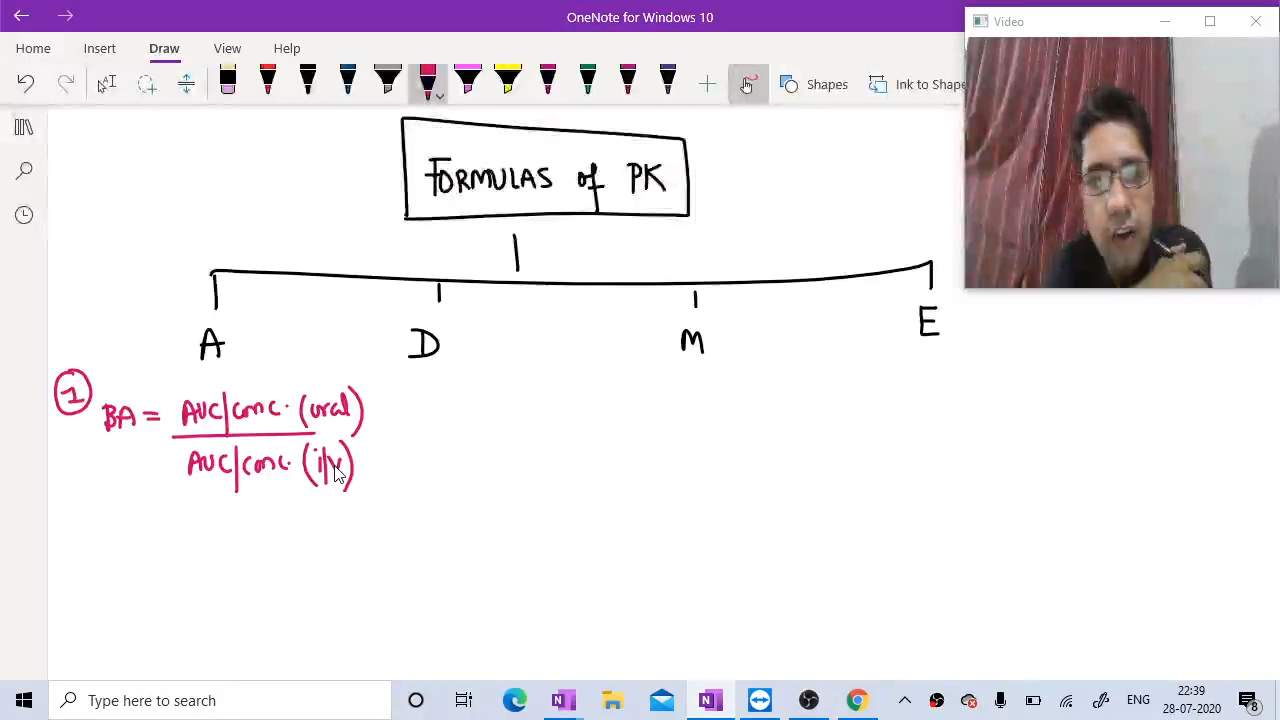 OneNote for Windows 10
Video
Home Insert Draw View Help
Shapes Ink to Shape
FORMULAS of PK
A D M E
1 BA = AUC/conc. (oral)
AUC/conc. (i/v)
Type here to search
ENG 22:39
28-07-2020 8